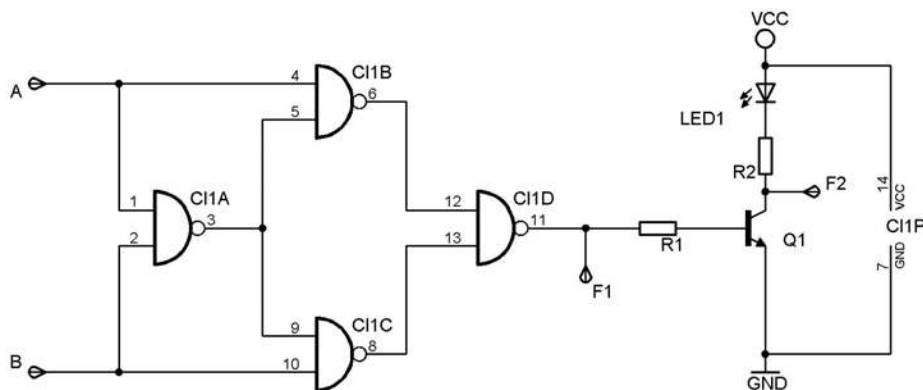 VCC
A
4
CI1B
6
5
LED1
R2
F2
14
VCC
1
CI1A
3
2
12
CI1D
11
13
R1
Q1
CI1P
7
GND
F1
9
CI1C
8
B
10
GND